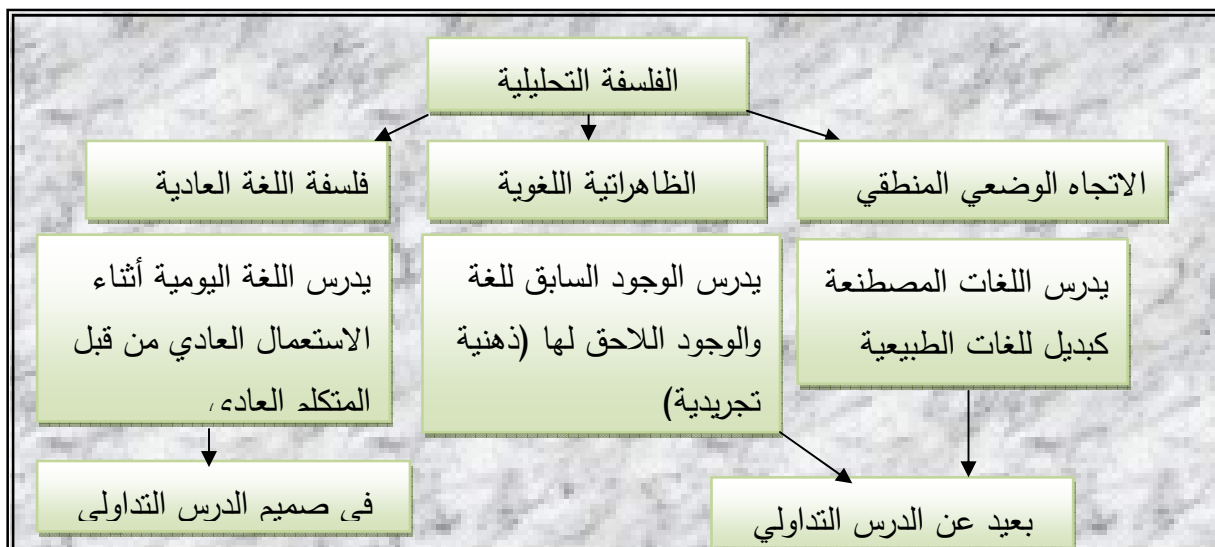 الفلسفة التحليلية
الاتجاه الوضعي المنطقي
الظاهراتية اللغوية
فلسفة اللغة العادية
يدرس اللغات المصطنعة
كبديل للغات الطبيعية
يدرس الوجود السابق للغة
والوجود اللاحق لها (ذهنية
تجريدية)
يدرس اللغة اليومية أثناء
الاستعمال العادي من قبل
المتكلم العادي
بعيد عن الدرس التداولي
في صميم الدرس التداولي